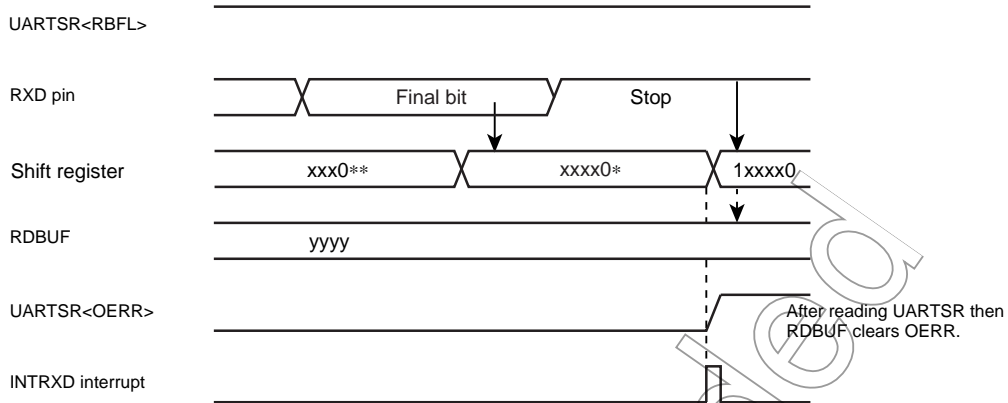 UARTSR<RBFL>
RXD pin
Final bit
Stop
Shift register
xxx0**
xxxx0*
1xxxx0
RDBUF
yyyy
UARTSR<OERR>
After reading UARTSR then
RDBUF clears OERR.
INTRXD interrupt